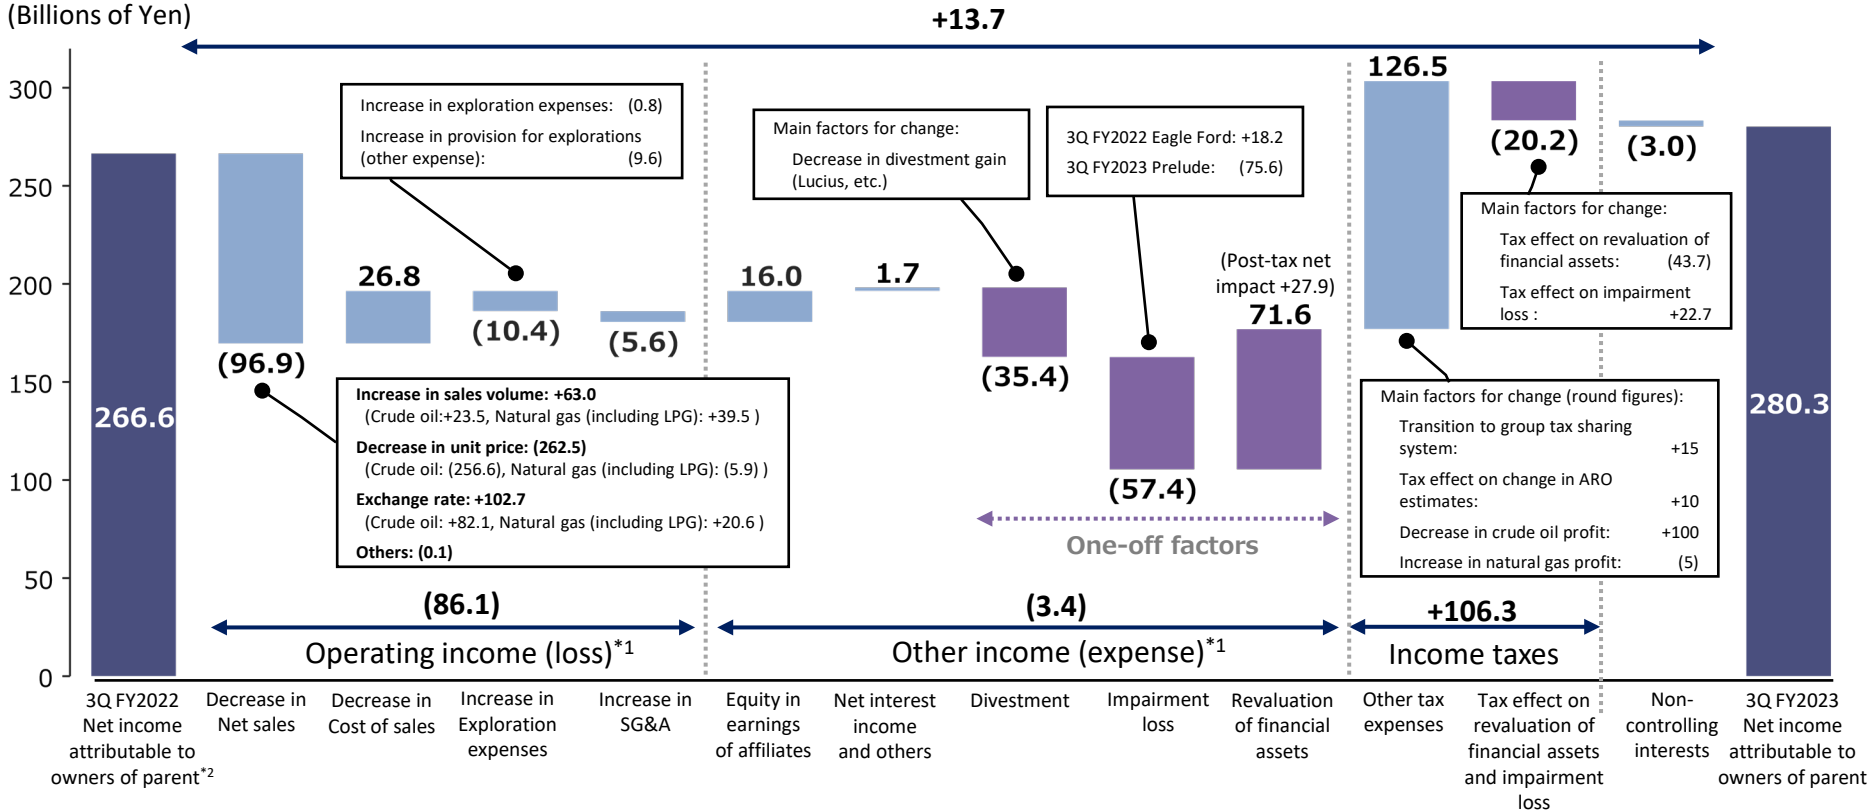 (Billions of Yen)
+13.7
300
250
200
150
100
50
0
266.6
(96.9)
26.8
(10.4)
(5.6)
16.0
1.7
(35.4)
(57.4)
(Post-tax net
impact +27.9)
71.6
126.5
(20.2)
(3.0)
280.3
Increase in exploration expenses: (0.8)
Increase in provision for explorations
(other expense): (9.6)
Main factors for change:
Decrease in divestment gain
(Lucius, etc.)
3Q FY2022 Eagle Ford: +18.2
3Q FY2023 Prelude: (75.6)
Main factors for change:
Tax effect on revaluation of
financial assets: (43.7)
Tax effect on impairment
loss : +22.7
Increase in sales volume: +63.0
(Crude oil:+23.5, Natural gas (including LPG): +39.5 )
Decrease in unit price: (262.5)
(Crude oil: (256.6), Natural gas (including LPG): (5.9) )
Exchange rate: +102.7
(Crude oil: +82.1, Natural gas (including LPG): +20.6 )
Others: (0.1)
Main factors for change (round figures):
Transition to group tax sharing
system: +15
Tax effect on change in ARO
estimates: +10
Decrease in crude oil profit: +100
Increase in natural gas profit: (5)
One-off factors
(86.1)
Operating income (loss)*1
(3.4)
Other income (expense)*1
+106.3
Income taxes
3Q FY2022
Net income
attributable to
owners of parent*2
Decrease in
Net sales
Decrease in
Cost of sales
Increase in
Exploration
expenses
Increase in
SG&A
Equity in
earnings
of affiliates
Net interest
income
and others
Divestment
Impairment
loss
Revaluation
of financial
assets
Other tax
expenses
Tax effect on
revaluation of
financial assets
and impairment
loss
Non-
controlling
interests
3Q FY2023
Net income
attributable to
owners of parent